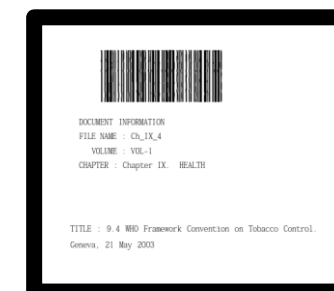 DOCUMENT INFORMATION
FILE NAME : Ch_IX_4
VOLUME : VOL-1
CHAPTER : Chapter IX. HEALTH
TITLE : 9.4 WHO Framework Convention on Tobacco Control.
Geneva, 21 May 2003